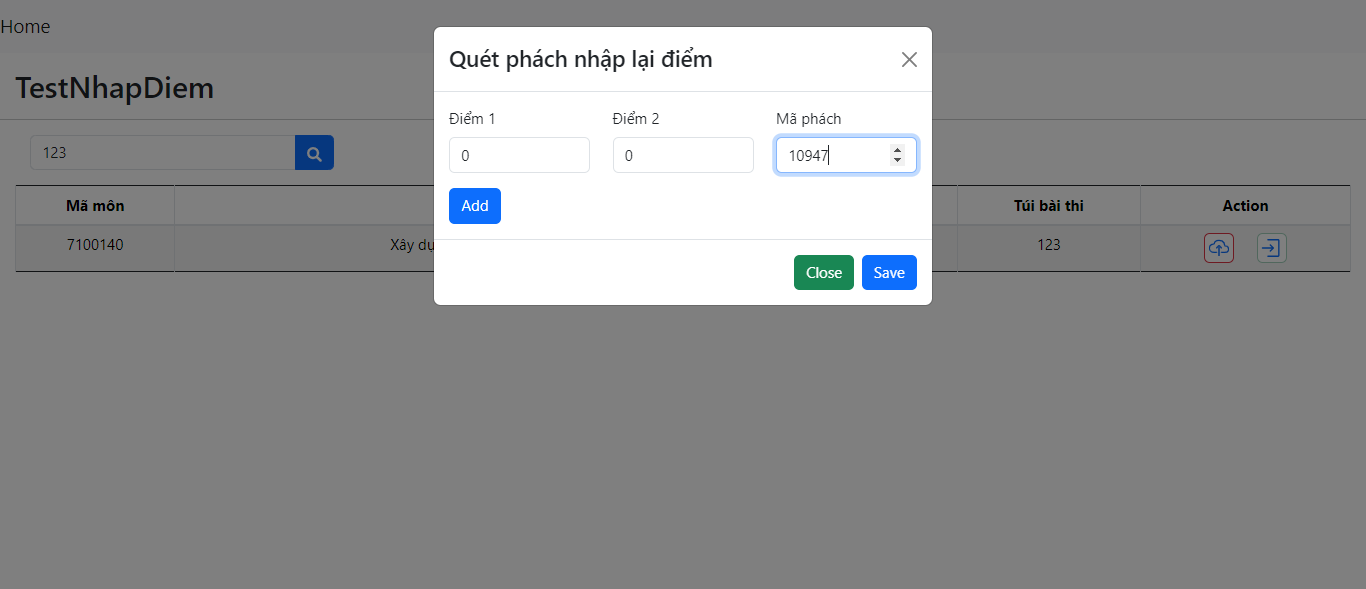 Home
Quét phách nhập lại điểm
TestNhapDiem
Điểm 1 Điểm 2 Mã phách
123
0 0 10947
Add
Mã môn Túi bài thi Action
7100140 Xây dự 123
Close Save